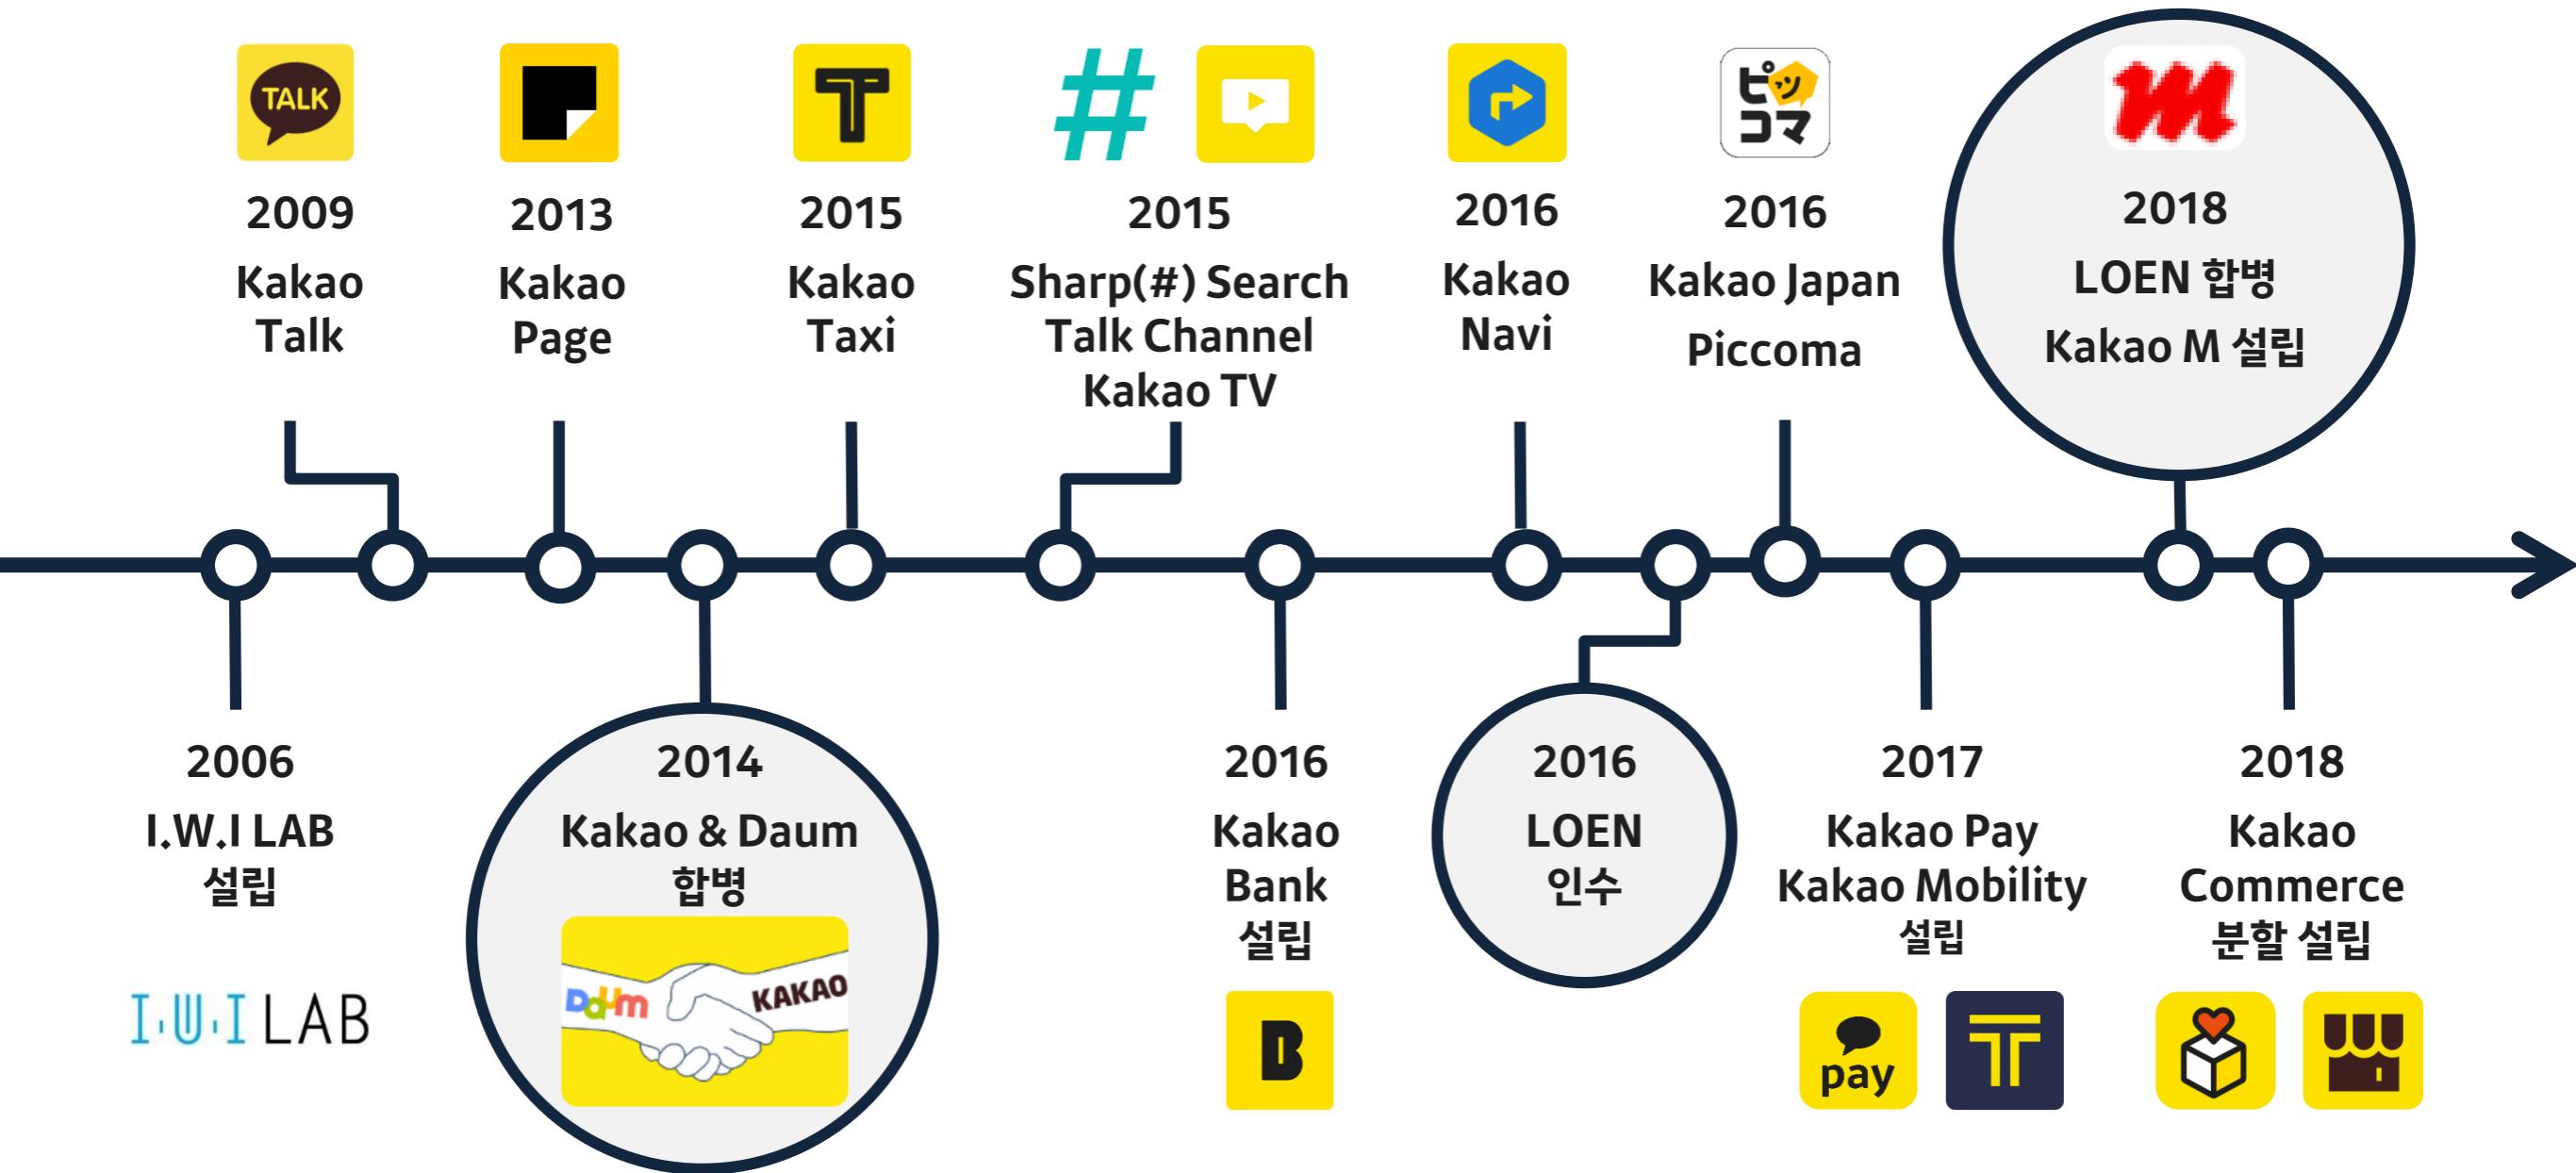 TALK
2009
Kakao
Talk
2013
Kakao
Page
T
2015
Kakao
Taxi
#
2015
Sharp(#) Search
Talk Channel
Kakao TV
2016
Kakao
Navi
ピッ
コマ
2016
Kakao Japan
Piccoma
m
2018
LOEN 합병
Kakao M 설립
2006
I.W.I LAB
설립
I.W.I LAB
2014
Kakao & Daum
합병
Daum
KAKAO
2016
Kakao
Bank
설립
B
2016
LOEN
인수
2017
Kakao Pay
Kakao Mobility
설립
pay
T
2018
Kakao
Commerce
분할 설립